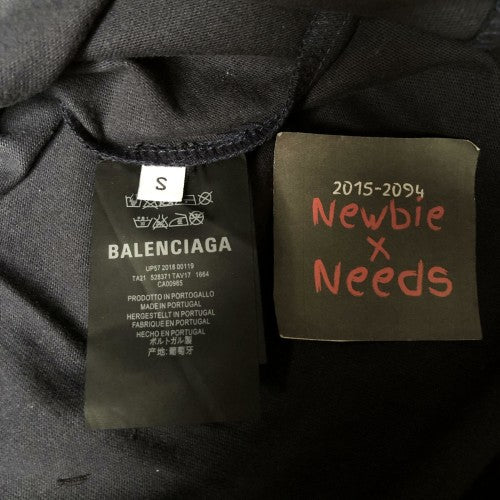 S
BALENCIAGA
UP57 2018 00119
TA21 528371 TAV17 1664
CA00985
PRODOTTO IN PORTOGALLO
MADE IN PORTUGAL
HERGESTELLT IN PORTUGAL
FABRIQUE EN PORTUGAL
HECHO EN PORTUGAL
ポルトガル製
产地:葡萄牙
2015-2094
Newbie
x
Needs